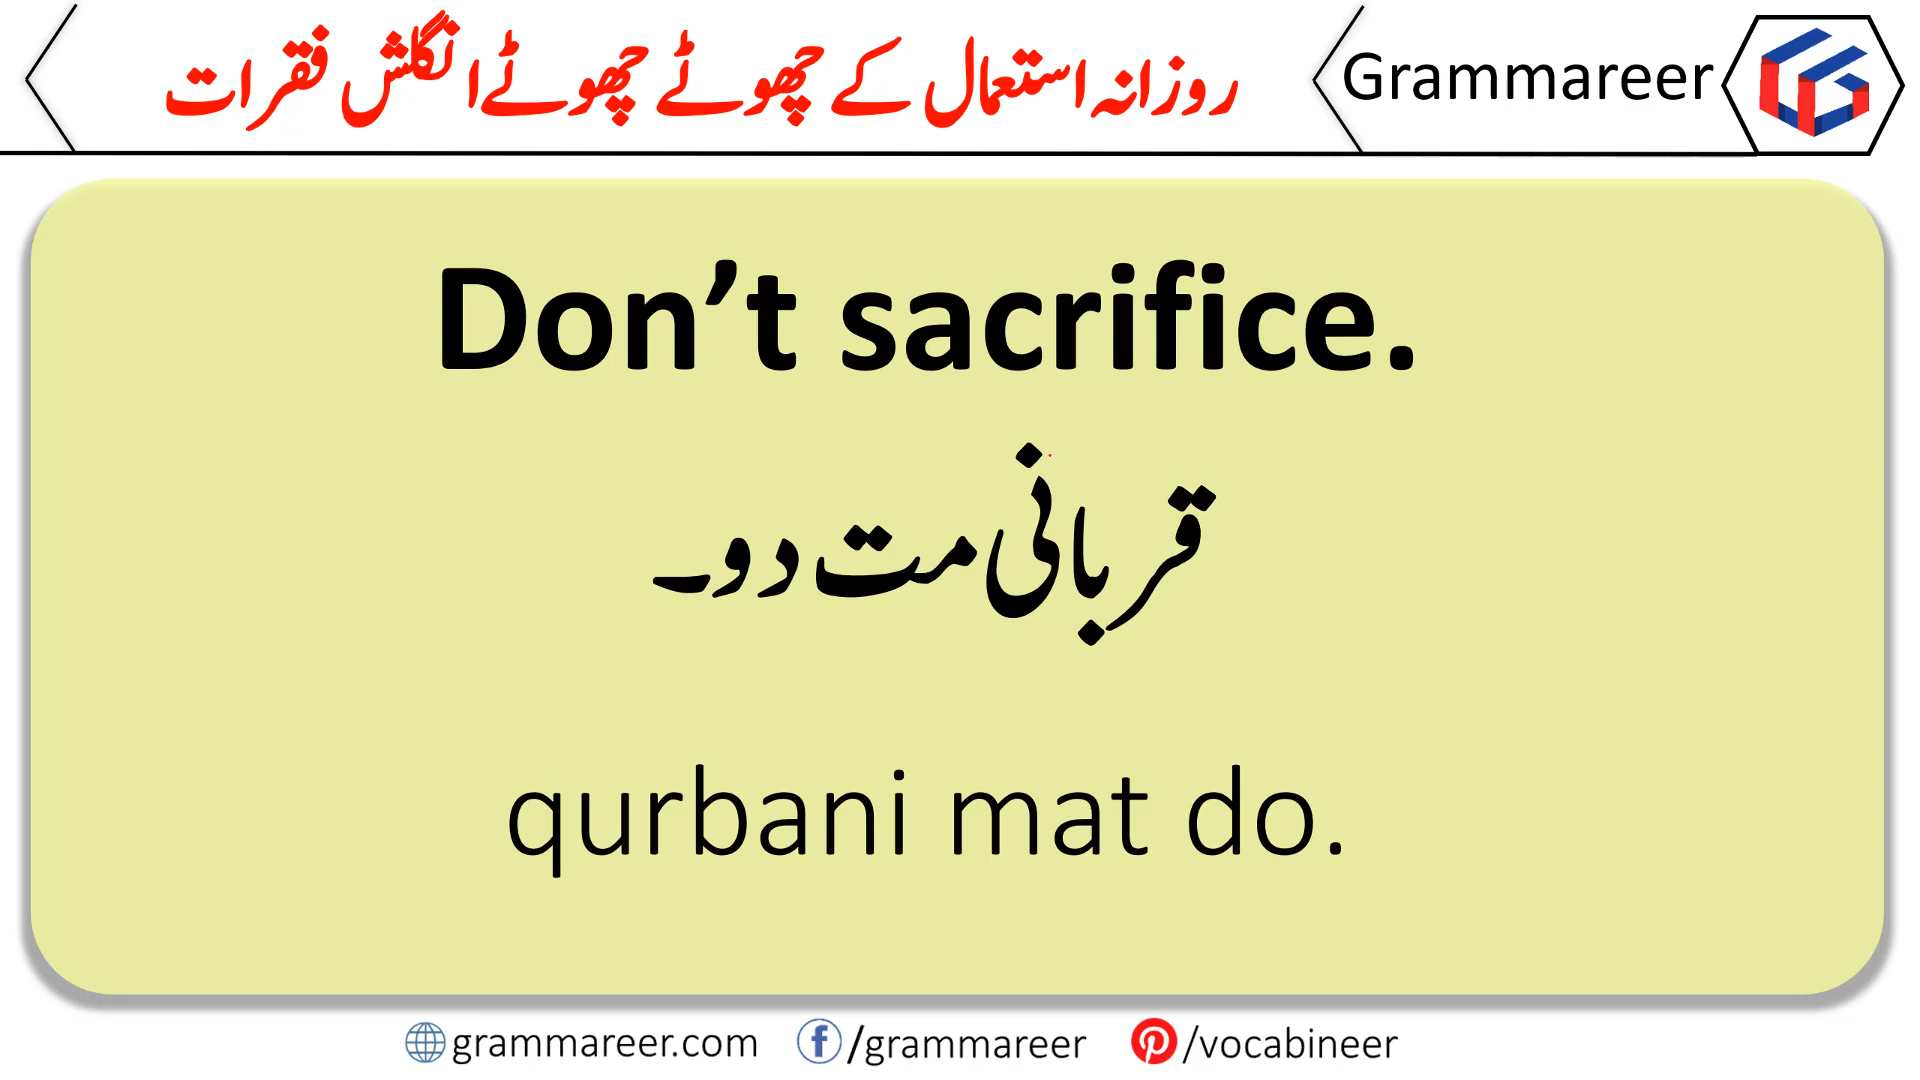 روزانہ استعمال کے چھوٹے چھوٹے انگلش فقرات
Grammareer
Don’t sacrifice.
قربانی مت دو۔
qurbani mat do.
grammareer.com /grammareer /vocabineer